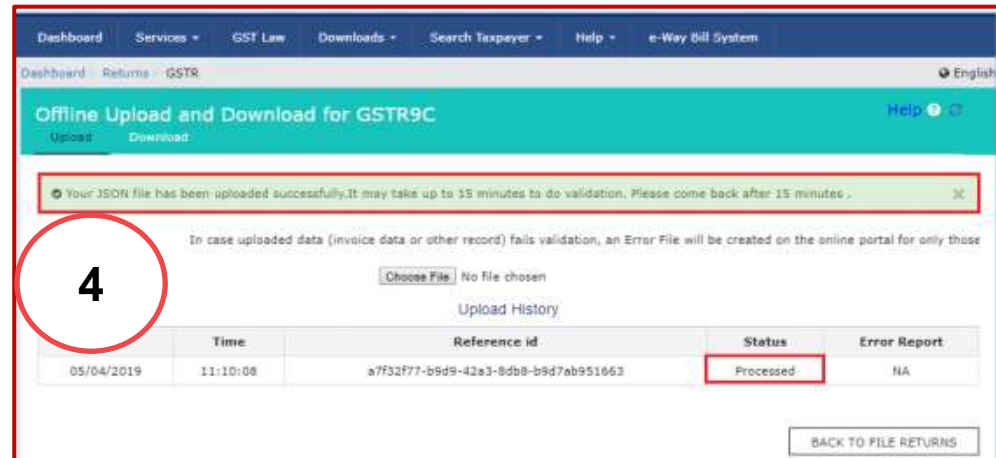 Dashboard Services GST Law Downloads Search Taxpayer Help e-Way Bill System
Dashboard Returns GSTR English
Offline Upload and Download for GSTR9C Help
Upload Download
Your JSON file has been uploaded successfully.It may take up to 15 minutes to do validation. Please come back after 15 minutes .
In case uploaded data (invoice data or other record) fails validation, an Error File will be created on the online portal for only those
4
Choose File No file chosen
Upload History
Time Reference id Status Error Report
05/04/2019 11:10:08 a7f32f77-b9d9-42a3-8db8-b9d7ab951663 Processed NA
BACK TO FILE RETURNS